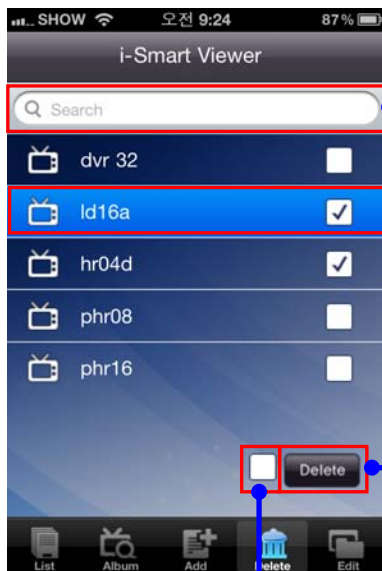 SHOW 오전 9:24 87%
i-Smart Viewer
Search
dvr 32
ld16a
hr04d
phr08
phr16
Delete
List Album Add Delete Edit